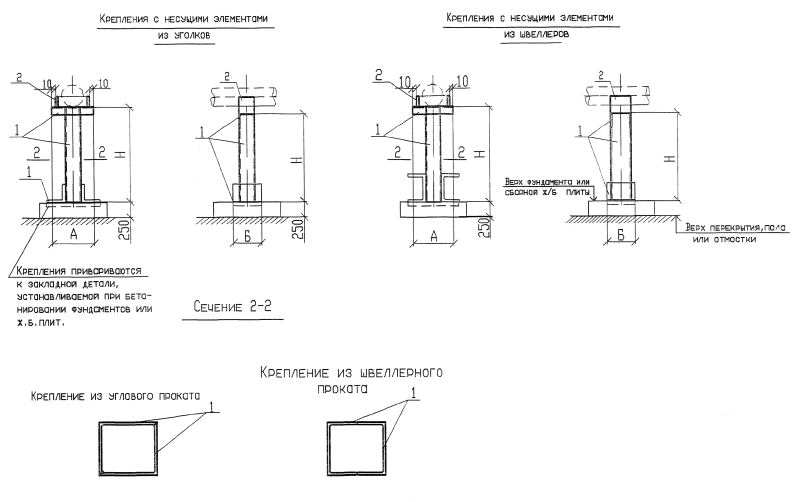 Крепления с несущими элементами
из уголков
Крепления с несущими элементами
из швеллеров
2
10
10
1
2
2
1
Н
А
250
2
1
Н
Б
250
2
10
10
1
2
2
Н
А
250
2
1
Н
Б
Верх фундамента или
сборной ж/б плиты
Верх перекрытия, пола
или отмостки
Крепления привариваются
к закладной детали,
устанавливаемой при бето-
нировании фундаментов или
ж.б. плит.
Сечение 2-2
Крепление из углового проката
1
Крепление из швеллерного
проката
1